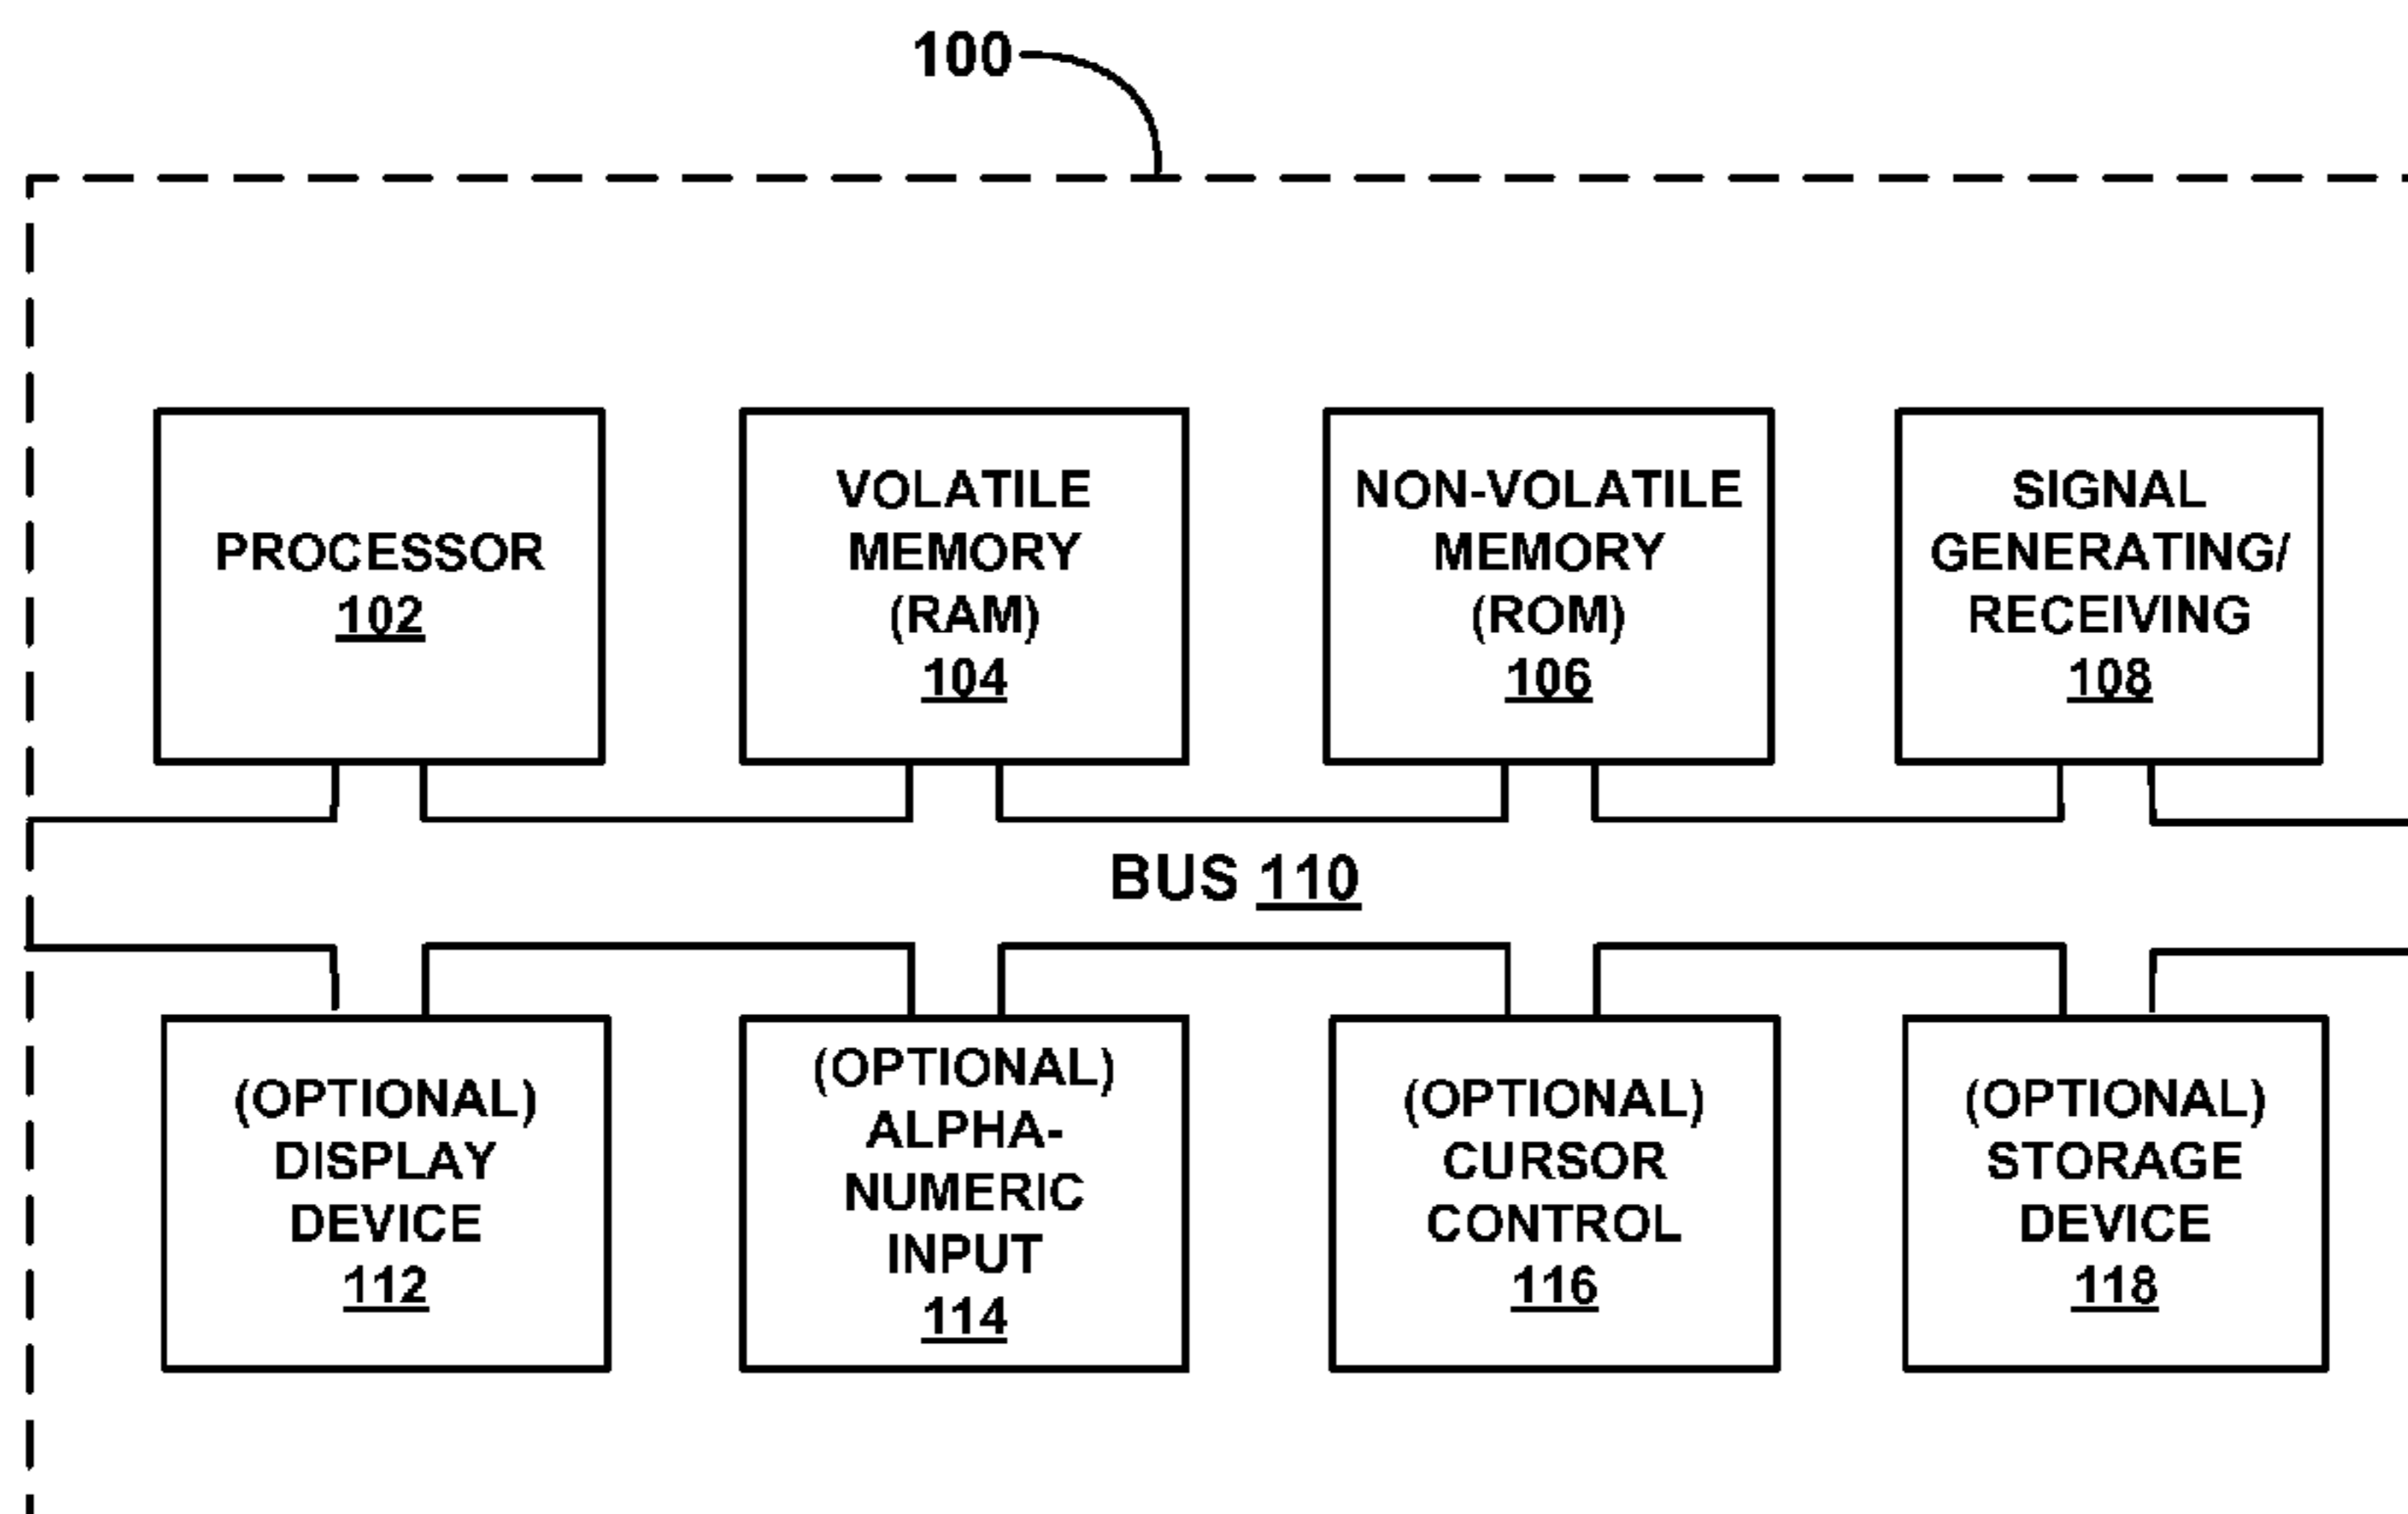 100
PROCESSOR
102
VOLATILE
MEMORY
(RAM)
104
NON-VOLATILE
MEMORY
(ROM)
106
SIGNAL
GENERATING/
RECEIVING
108
BUS 110
(OPTIONAL)
DISPLAY
DEVICE
112
(OPTIONAL)
ALPHA-
NUMERIC
INPUT
114
(OPTIONAL)
CURSOR
CONTROL
116
(OPTIONAL)
STORAGE
DEVICE
118